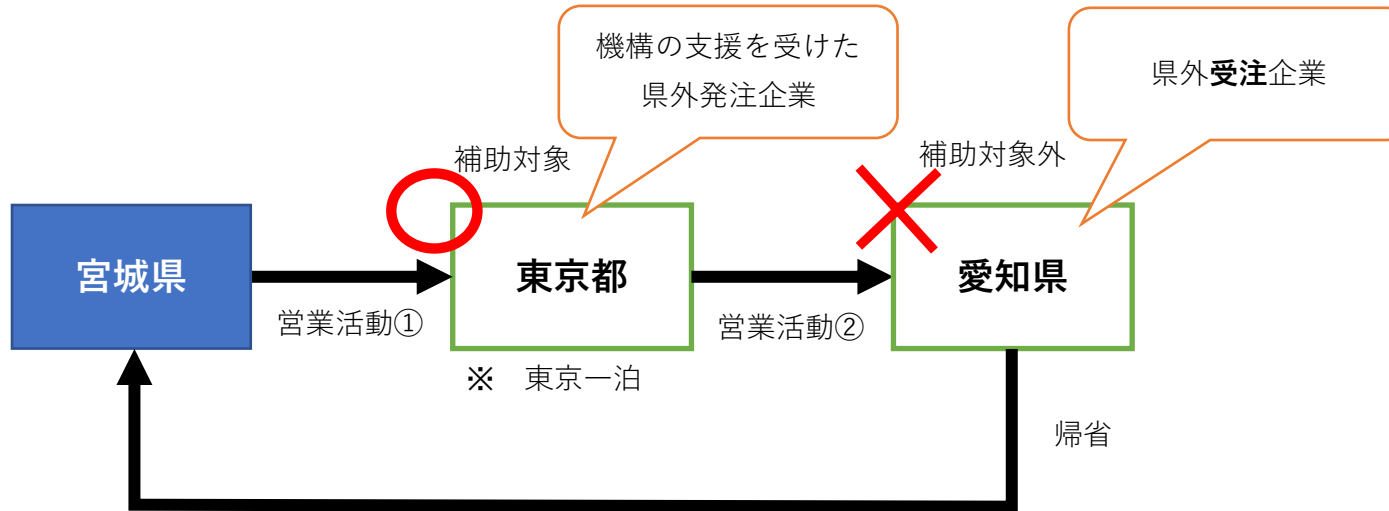 機構の支援を受けた
県外発注企業
県外受注企業
補助対象
補助対象外
宮城県
東京都
愛知県
営業活動①
営業活動②
※　東京一泊
帰省